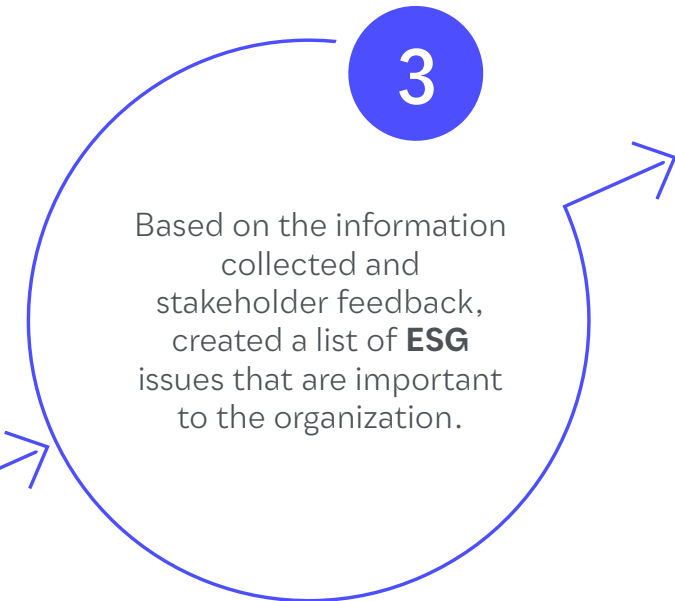 3
Based on the information
collected and
stakeholder feedback,
created a list of ESG
issues that are important
to the organization.